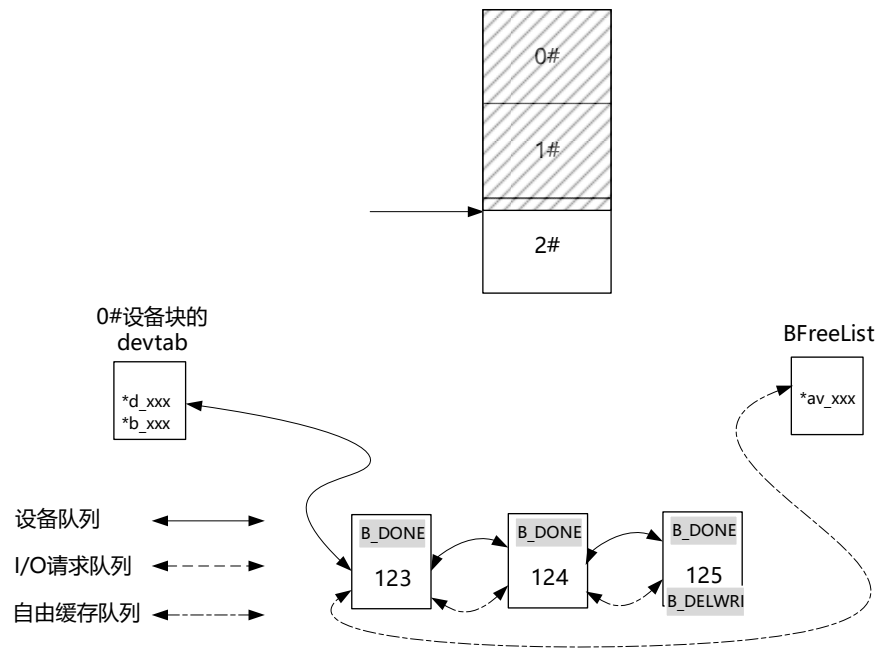 0#
1#
2#
0#设备块的
devtab
*d_xxx
*b_xxx
BFreeList
*av_xxx
设备队列
I/O请求队列
自由缓存队列
B_DONE
123
B_DONE
124
B_DONE
125
B_DELWRI